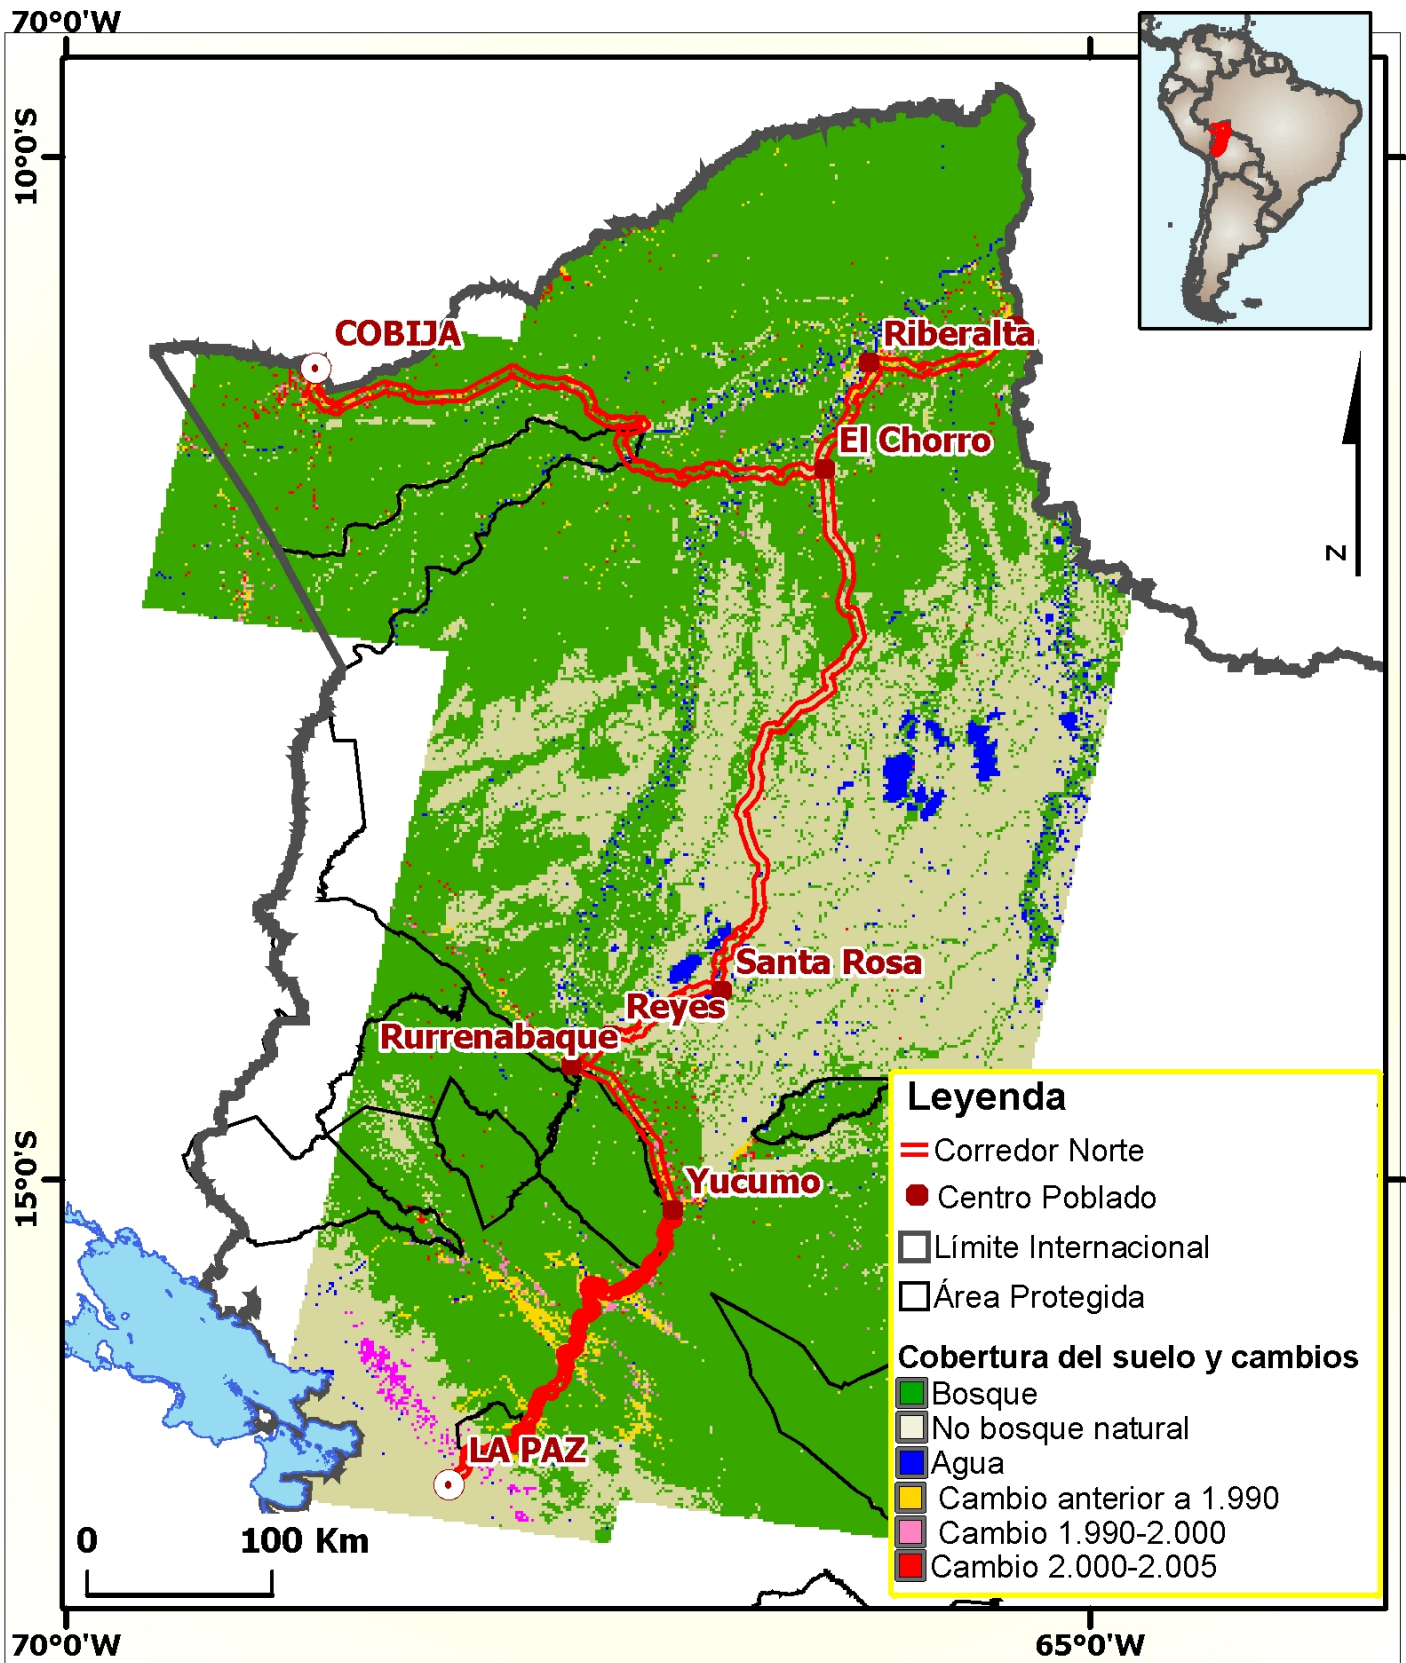 70°0'W
10°0'S
COBIJA
Riberalta
El Chorro
N
Santa Rosa
Reyes
Rurrenabaque
15°0'S
Yucumo
LA PAZ
Leyenda
Corredor Norte
Centro Poblado
Límite Internacional
Área Protegida
Cobertura del suelo y cambios
Bosque
No bosque natural
Agua
Cambio anterior a 1.990
Cambio 1.990-2.000
Cambio 2.000-2.005
0 100 Km
70°0'W 65°0'W